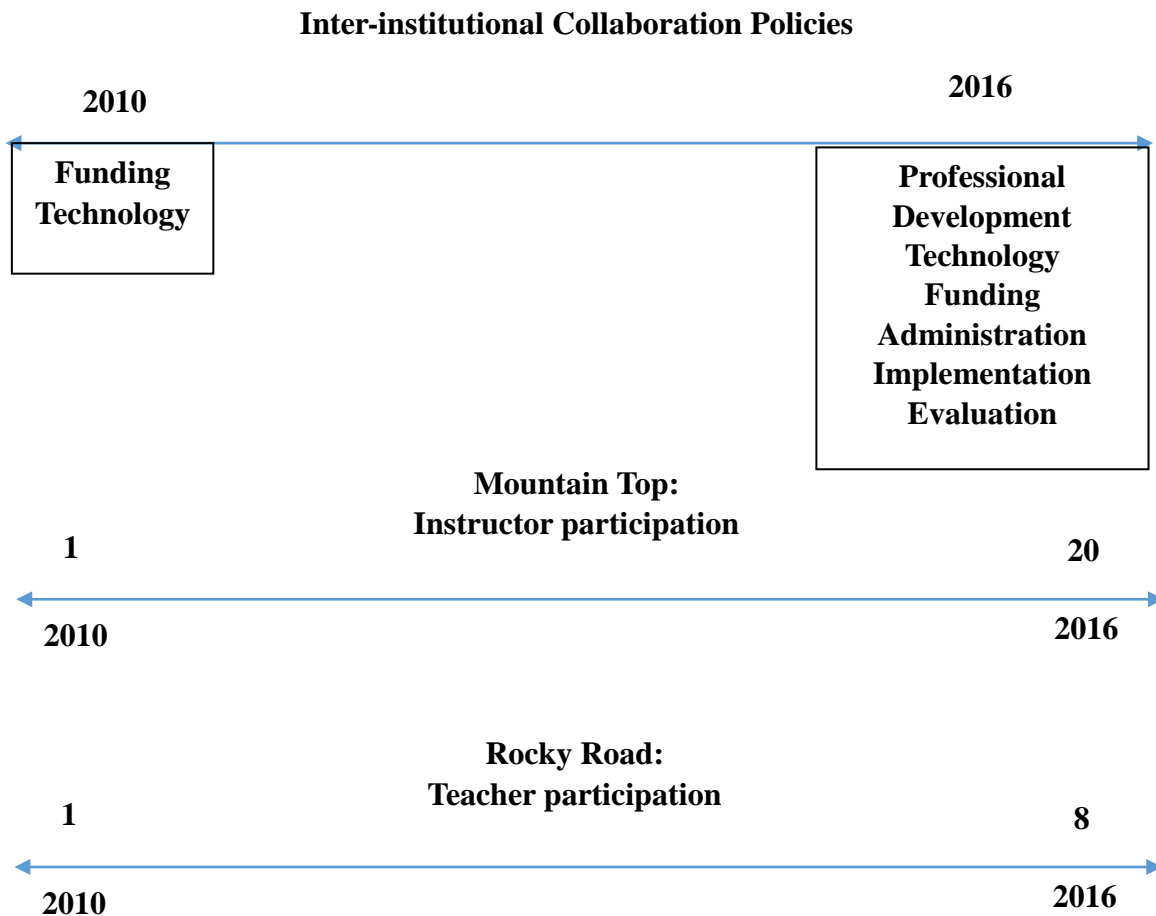 Inter-institutional Collaboration Policies
2010
2016
Funding
Technology
Professional
Development
Technology
Funding
Administration
Implementation
Evaluation
Mountain Top:
Instructor participation
1
20
2010
2016
Rocky Road:
Teacher participation
1
8
2010
2016